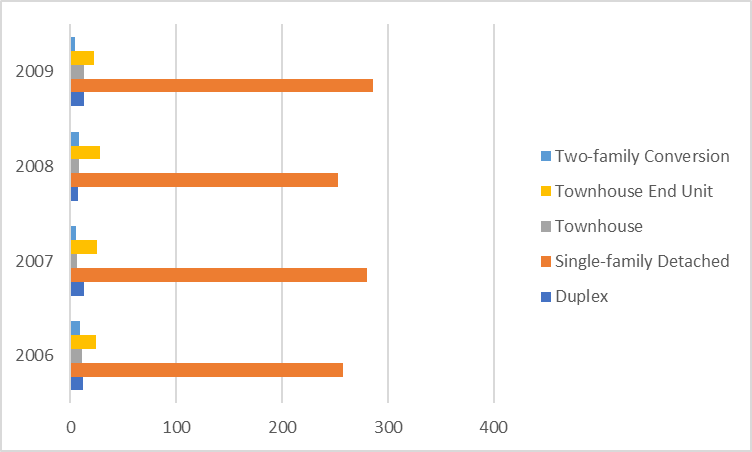 2009
2008
2007
2006
0 100 200 300 400
Two-family Conversion
Townhouse End Unit
Townhouse
Single-family Detached
Duplex